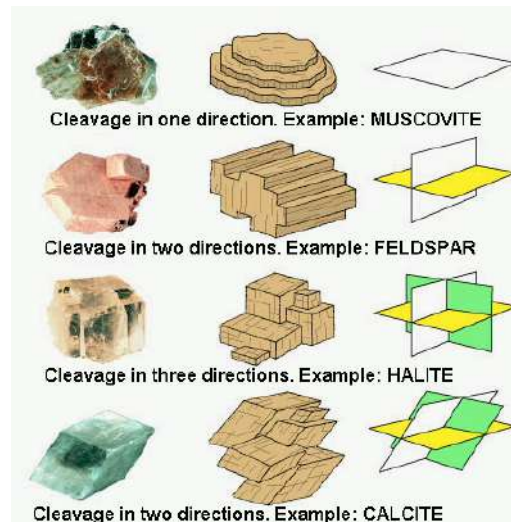 Cleavage in one direction. Example: MUSCOVITE
Cleavage in two directions. Example: FELDSPAR
Cleavage in three directions. Example: HALITE
Cleavage in two directions. Example: CALCITE